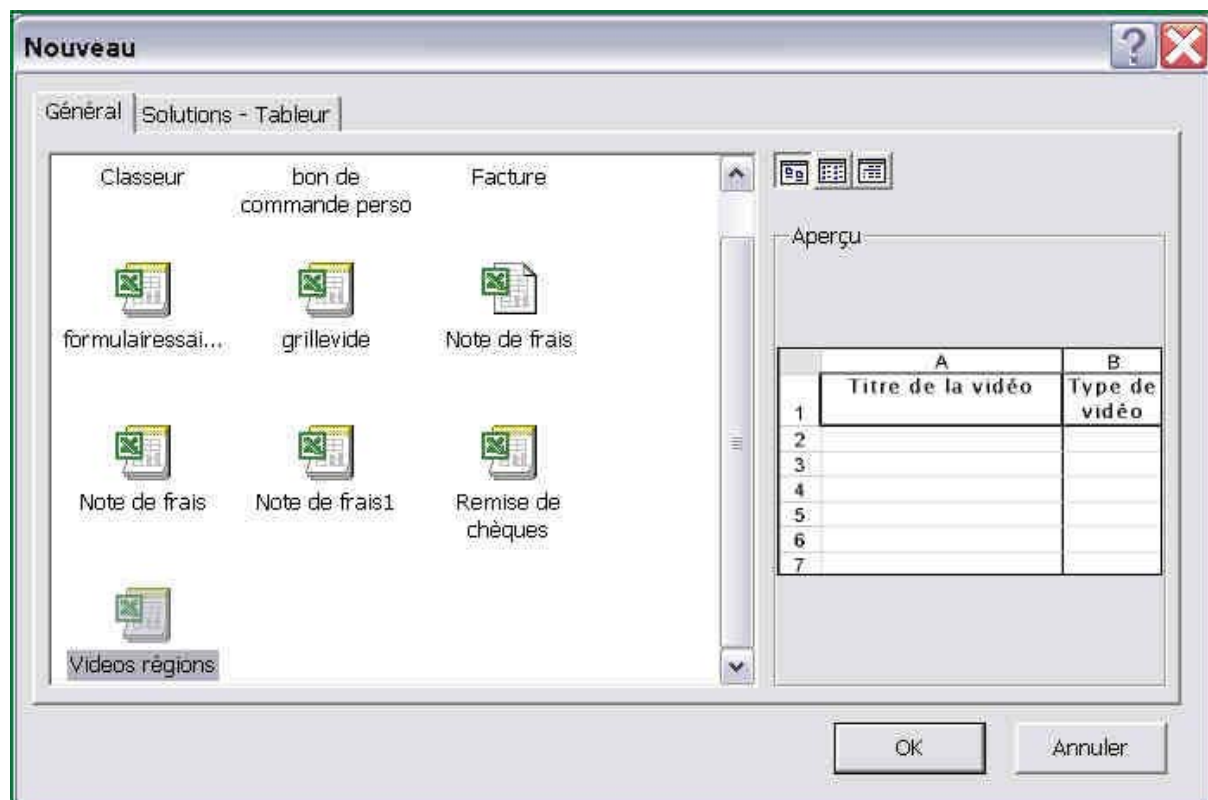 Nouveau
Général
Solutions - Tableur
Classeur
bon de
commande perso
Facture
formulairessai...
grillevide
Note de frais
Note de frais
Note de frais1
Remise de
chèques
Videos régions
Aperçu
A
B
1
Titre de la vidéo
Type de
vidéo
2
3
4
5
6
7
OK
Annuler